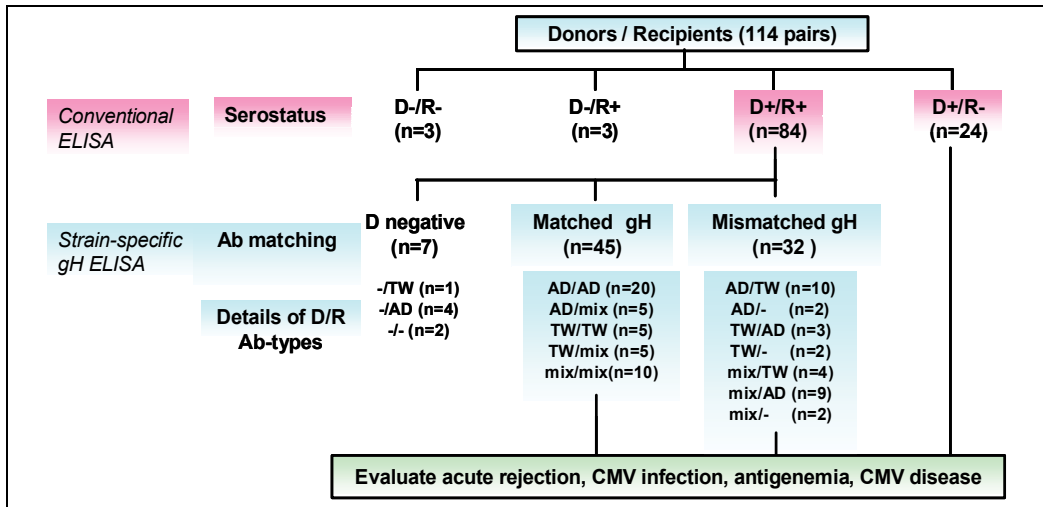 Donors / Recipients (114 pairs)
Conventional
ELISA
Serostatus
D-/R-
(n=3)
D-/R+
(n=3)
D+/R+
(n=84)
D+/R-
(n=24)
Strain-specific
gH ELISA
Ab matching
D negative
(n=7)
Matched gH
(n=45)
Mismatched gH
(n=32 )
Details of D/R
Ab-types
-/TW (n=1)
-/AD (n=4)
-/- (n=2)
AD/AD (n=20)
AD/mix (n=5)
TW/TW (n=5)
TW/mix (n=5)
mix/mix(n=10)
AD/TW (n=10)
AD/- (n=2)
TW/AD (n=3)
TW/- (n=2)
mix/TW (n=4)
mix/AD (n=9)
mix/- (n=2)
Evaluate acute rejection, CMV infection, antigenemia, CMV disease